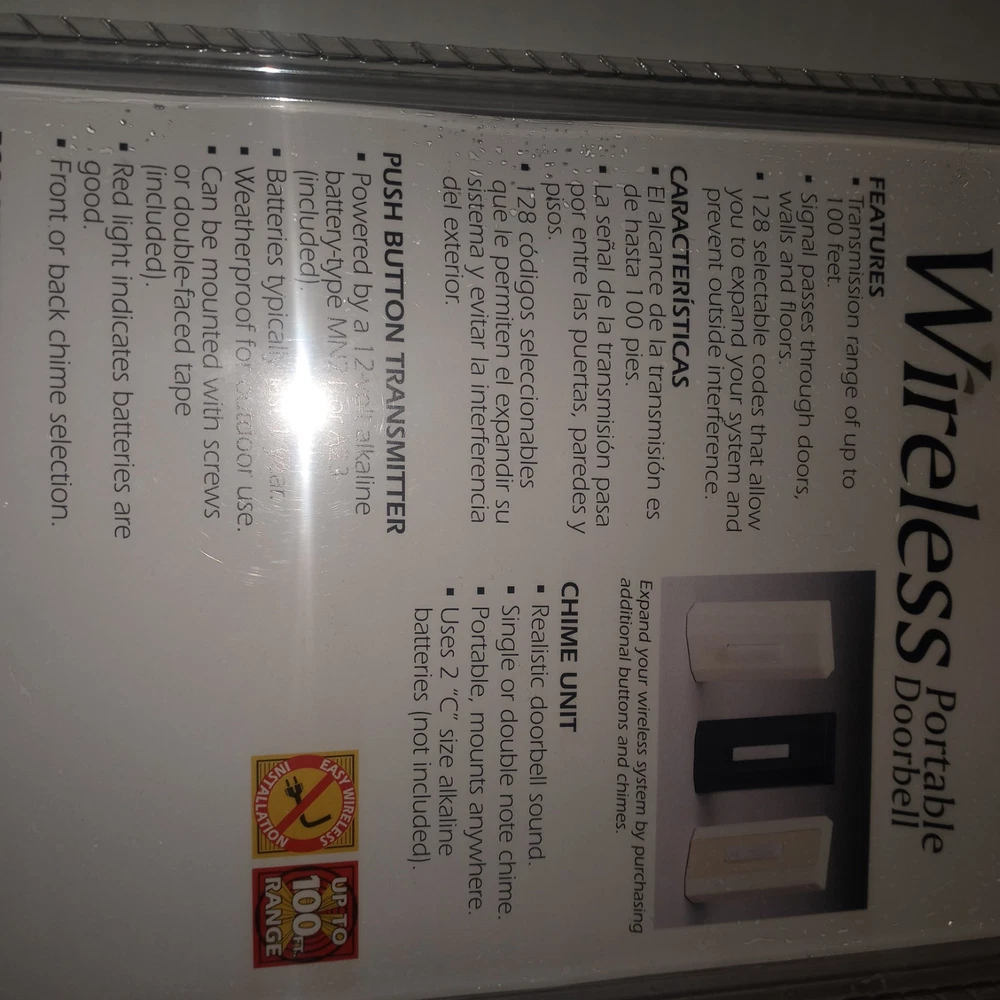 Wireless Portable Doorbell
FEATURES
▪ Transmission range of up to
100 feet.
▪ Signal passes through doors,
walls and floors.
▪ 128 selectable codes that allow
you to expand your system and
prevent outside interference.
CARACTERÍSTICAS
▪ El alcance de la transmisión es
de hasta 100 pies.
▪ La señal de la transmisión pasa
por entre las puertas, paredes y
pisos.
▪ 128 códigos seleccionables
que le permiten el expandir su
sistema y evitar la interferencia
del exterior.
PUSH BUTTON TRANSMITTER
▪ Powered by a 12 volt alkaline
battery-type
(included).
▪ Batteries
▪ Weatherproof for outdoor use.
▪ Can be mounted with screws
or double-faced tape
(included).
▪ Red light indicates batteries are
good.
▪ Front or back chime selection.
Expand your wireless system by purchasing
additional buttons and chimes.
CHIME UNIT
▪ Realistic doorbell sound.
▪ Single or double note chime.
▪ Portable, mounts anywhere.
▪ Uses 2 “C” size alkaline
batteries (not included).
EASY WIRELESS
INSTALLATION
UP TO
100 FT.
RANGE